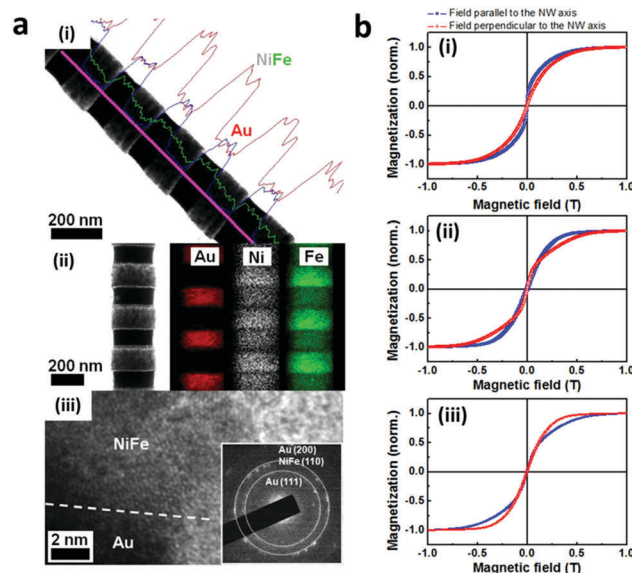 a
(i)
NiFe
Au
200 nm
(ii)
Au
Ni
Fe
200 nm
(iii)
NiFe
Au
2 nm
Au (200)
NiFe (110)
Au (111)
b
Field parallel to the NW axis
Field perpendicular to the NW axis
(i)
Magnetization (norm.)
1.0
0.5
0.0
-0.5
-1.0
-1.0 -0.5 0.0 0.5 1.0
Magnetic field (T)
(ii)
Magnetization (norm.)
1.0
0.5
0.0
-0.5
-1.0
-1.0 -0.5 0.0 0.5 1.0
Magnetic field (T)
(iii)
Magnetization (norm.)
1.0
0.5
0.0
-0.5
-1.0
-1.0 -0.5 0.0 0.5 1.0
Magnetic field (T)